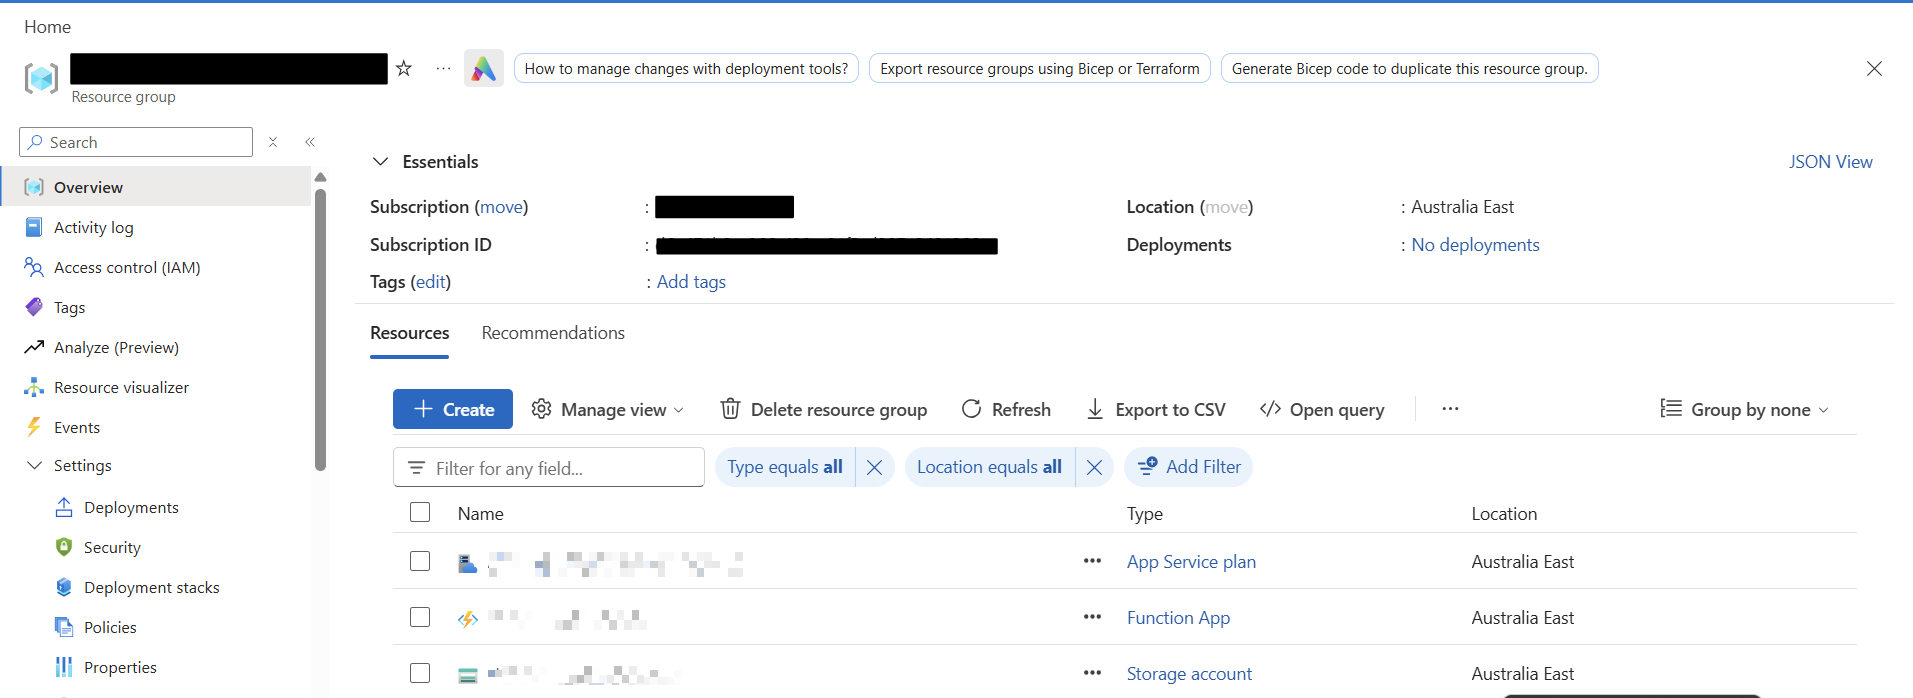 Home
How to manage changes with deployment tools?
Export resource groups using Bicep or Terraform
Generate Bicep code to duplicate this resource group.
Resource group
Search
Overview
Activity log
Access control (IAM)
Tags
Analyze (Preview)
Resource visualizer
Events
Settings
Deployments
Security
Deployment stacks
Policies
Properties
Essentials
JSON View
Subscription (move) :
Location (move) : Australia East
Subscription ID :
Deployments : No deployments
Tags (edit) : Add tags
Resources Recommendations
Create Manage view Delete resource group Refresh Export to CSV Open query ... Group by none
Filter for any field... Type equals all Location equals all Add Filter
Name Type Location
... App Service plan Australia East
... Function App Australia East
... Storage account Australia East